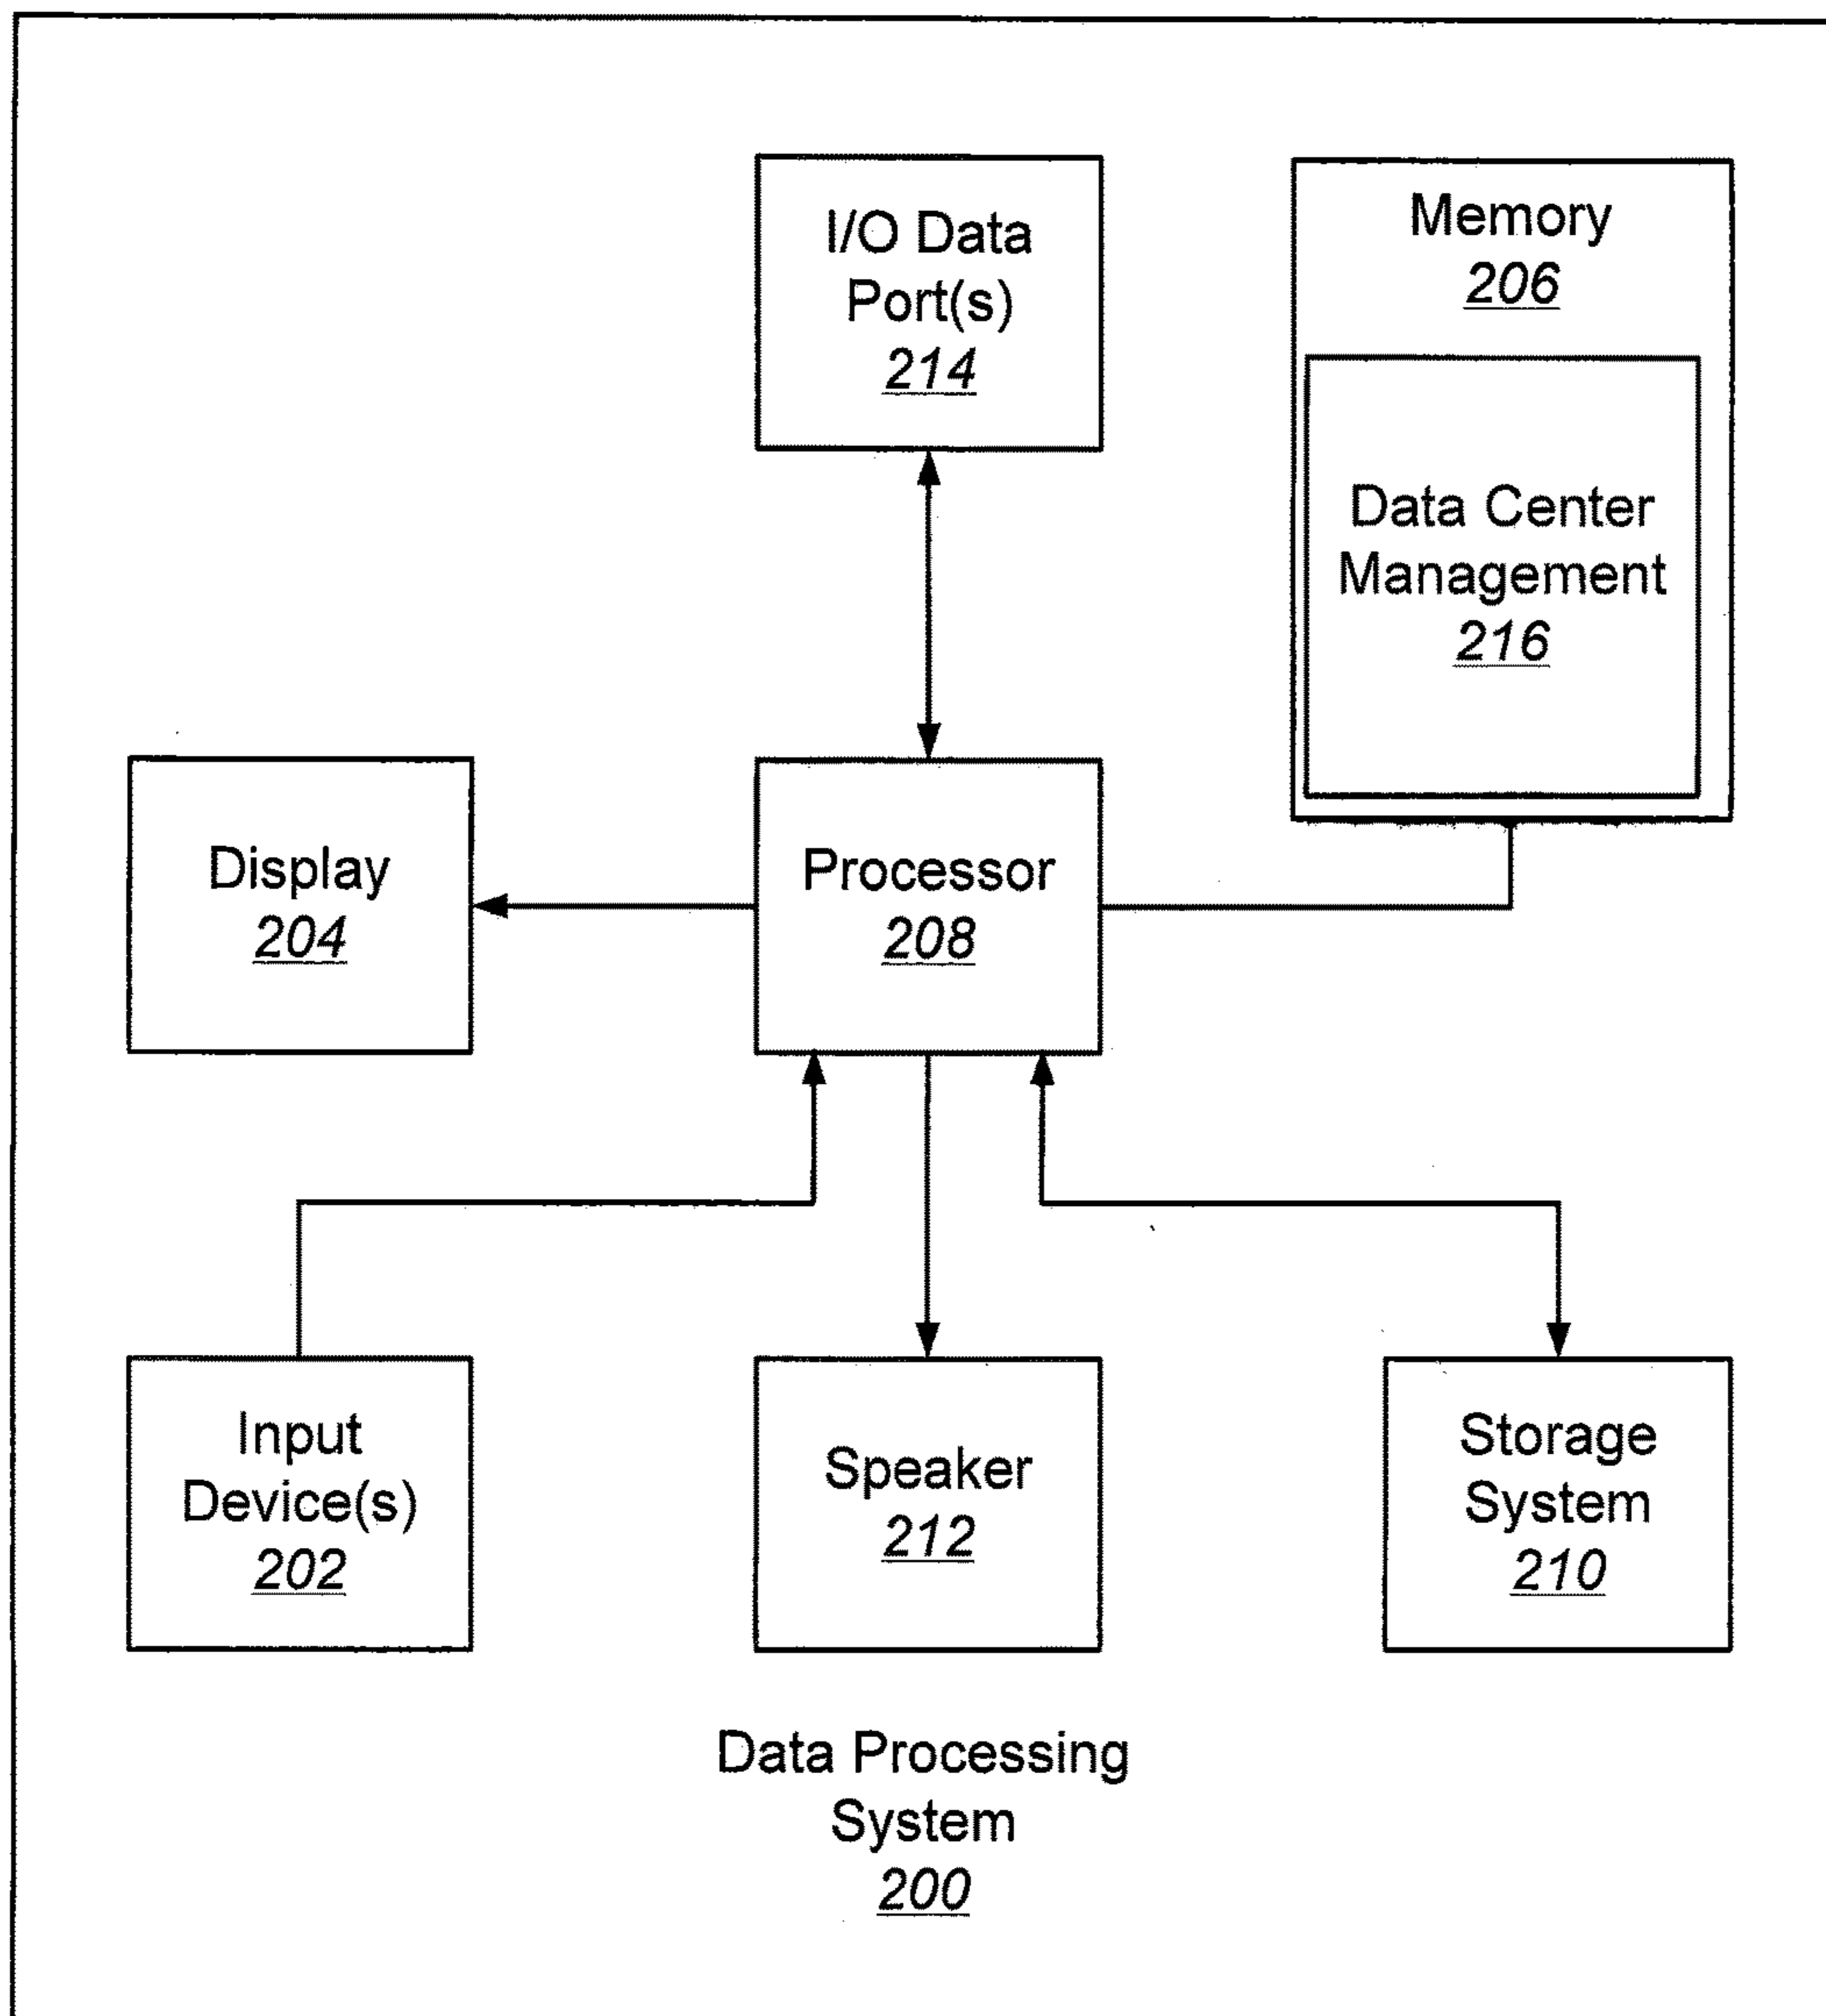 I/O Data
Port(s)
214
Memory
206
Data Center
Management
216
Display
204
Processor
208
Input
Device(s)
202
Speaker
212
Storage
System
210
Data Processing
System
200